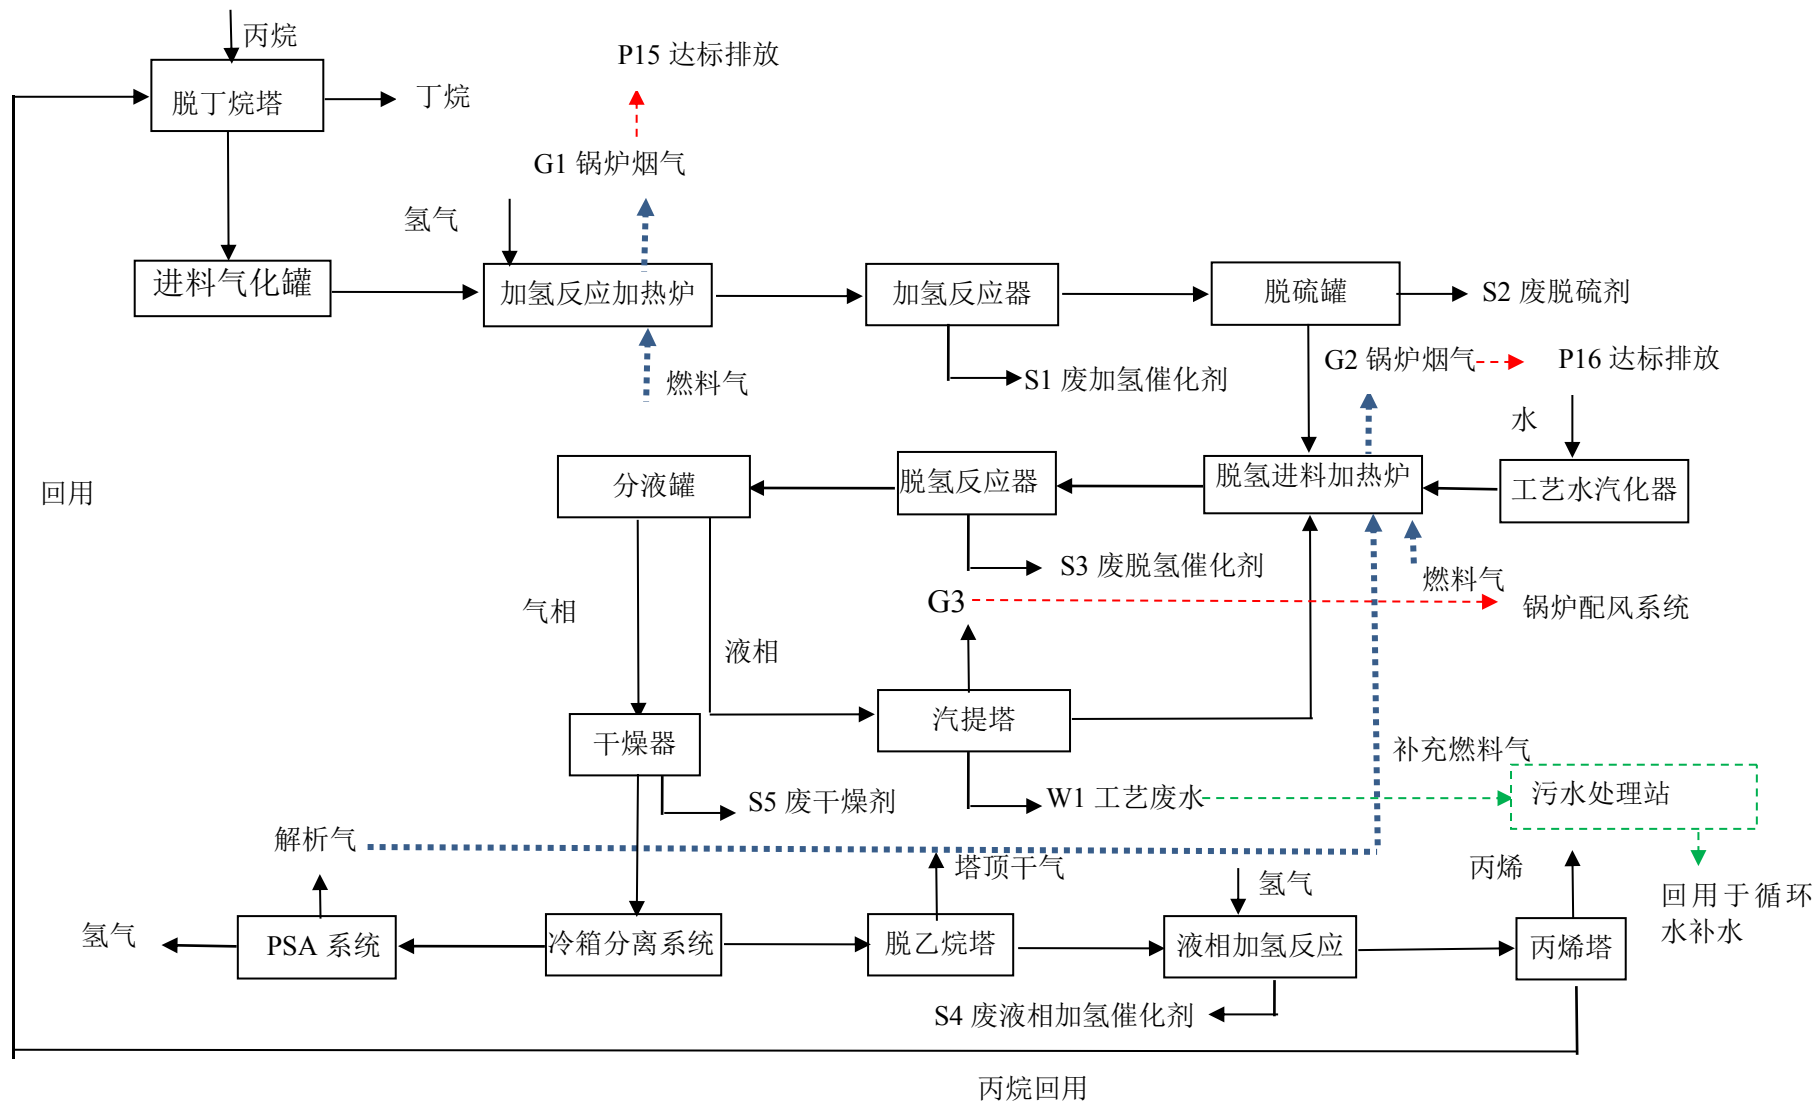 丙烷
P15 达标排放
脱丁烷塔
丁烷
G1 锅炉烟气
氢气
进料气化罐
加氢反应加热炉
加氢反应器
脱硫罐
S2 废脱硫剂
燃料气
S1 废加氢催化剂
G2 锅炉烟气
P16 达标排放
水
回用
分液罐
脱氢反应器
脱氢进料加热炉
工艺水汽化器
S3 废脱氢催化剂
燃料气
气相
G3
锅炉配风系统
液相
干燥器
汽提塔
补充燃料气
S5 废干燥剂
W1 工艺废水
污水处理站
解析气
塔顶干气
氢气
丙烯
回用于循环
水补水
氢气
PSA 系统
冷箱分离系统
脱乙烷塔
液相加氢反应
丙烯塔
S4 废液相加氢催化剂
丙烷回用